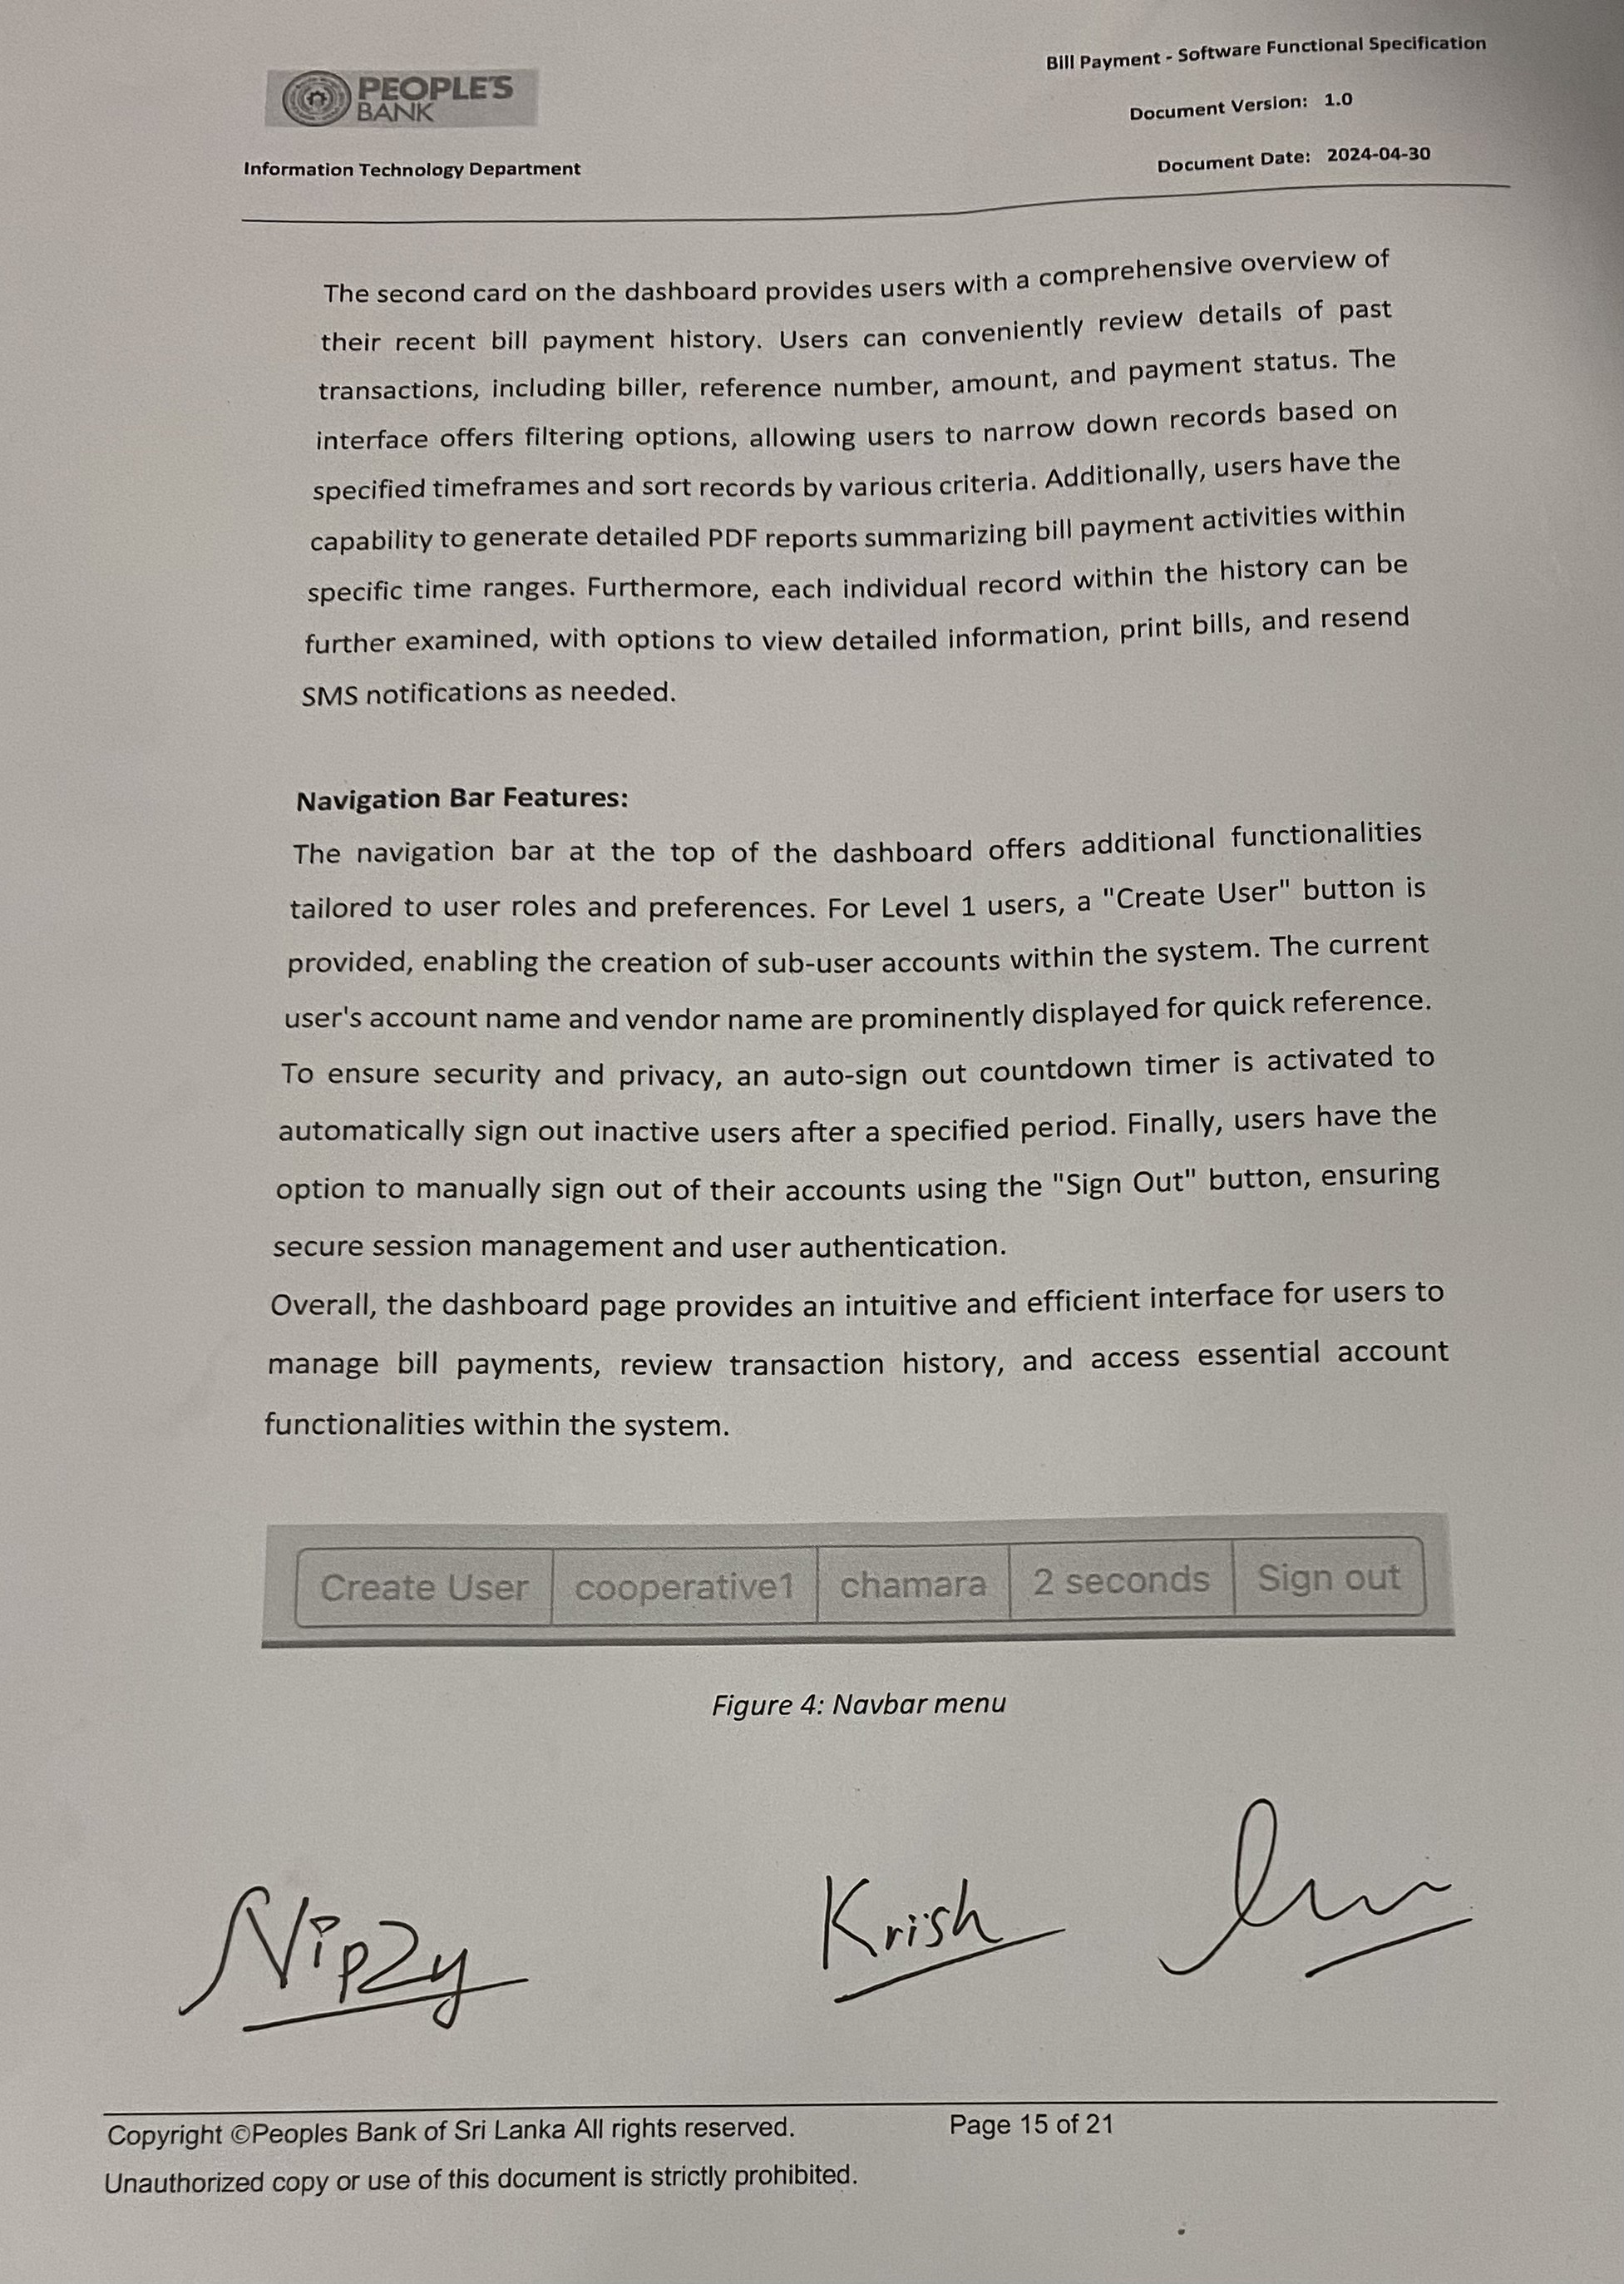 PEOPLE'S
BANK
Information Technology Department
Bill Payment - Software Functional Specification
Document Version: 1.0
Document Date: 2024-04-30
The second card on the dashboard provides users with a comprehensive overview of
their recent bill payment history. Users can conveniently review details of past
transactions, including biller, reference number, amount, and payment status. The
interface offers filtering options, allowing users to narrow down records based on
specified timeframes and sort records by various criteria. Additionally, users have the
capability to generate detailed PDF reports summarizing bill payment activities within
specific time ranges. Furthermore, each individual record within the history can be
further examined, with options to view detailed information, print bills, and resend
SMS notifications as needed.
Navigation Bar Features:
The navigation bar at the top of the dashboard offers additional functionalities
tailored to user roles and preferences. For Level 1 users, a "Create User" button is
provided, enabling the creation of sub-user accounts within the system. The current
user's account name and vendor name are prominently displayed for quick reference.
To ensure security and privacy, an auto-sign out countdown timer is activated to
automatically sign out inactive users after a specified period. Finally, users have the
option to manually sign out of their accounts using the "Sign Out" button, ensuring
secure session management and user authentication.
Overall, the dashboard page provides an intuitive and efficient interface for users to
manage bill payments, review transaction history, and access essential account
functionalities within the system.
Create User cooperative1 chamara 2 seconds Sign out
Figure 4: Navbar menu
Nipzy Krish
Copyright ©Peoples Bank of Sri Lanka All rights reserved. Page 15 of 21
Unauthorized copy or use of this document is strictly prohibited.